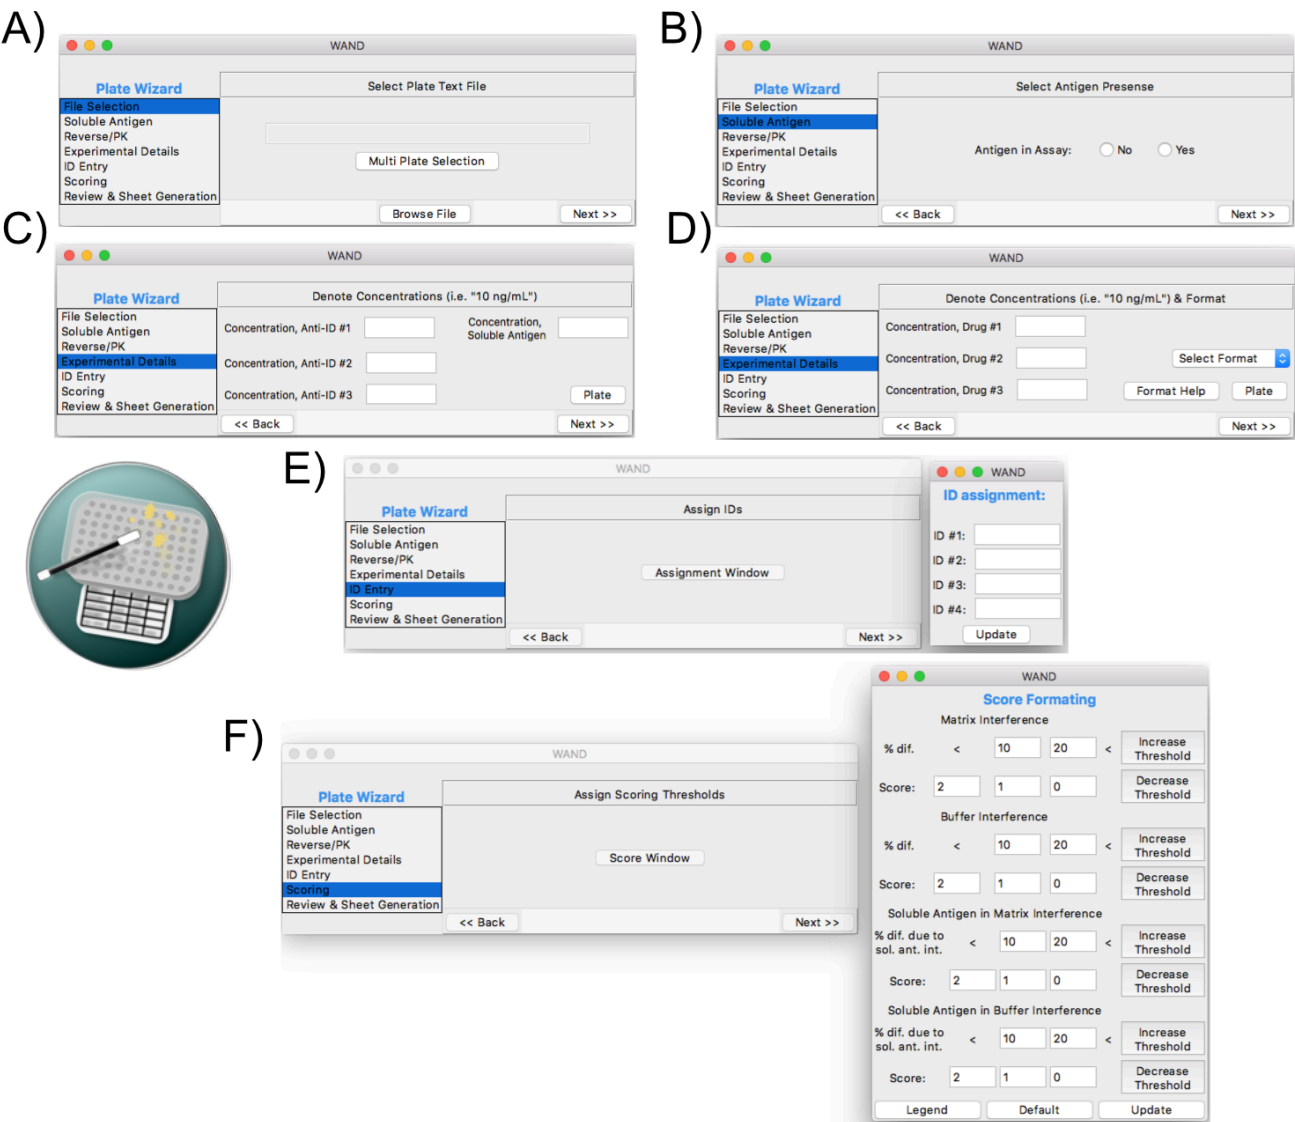 A)
WAND
Plate Wizard
File Selection
Soluble Antigen
Reverse/PK
Experimental Details
ID Entry
Scoring
Review & Sheet Generation
Select Plate Text File
Multi Plate Selection
Browse File
Next >>
B)
WAND
Plate Wizard
File Selection
Soluble Antigen
Reverse/PK
Experimental Details
ID Entry
Scoring
Review & Sheet Generation
Select Antigen Presense
Antigen in Assay: No Yes
<< Back
Next >>
C)
WAND
Plate Wizard
File Selection
Soluble Antigen
Reverse/PK
Experimental Details
ID Entry
Scoring
Review & Sheet Generation
Denote Concentrations (i.e. "10 ng/mL")
Concentration, Anti-ID #1
Concentration,
Soluble Antigen
Concentration, Anti-ID #2
Concentration, Anti-ID #3
Plate
<< Back
Next >>
D)
WAND
Plate Wizard
File Selection
Soluble Antigen
Reverse/PK
Experimental Details
ID Entry
Scoring
Review & Sheet Generation
Denote Concentrations (i.e. "10 ng/mL") & Format
Concentration, Drug #1
Concentration, Drug #2
Select Format
Concentration, Drug #3
Format Help
Plate
<< Back
Next >>
E)
WAND
Plate Wizard
File Selection
Soluble Antigen
Reverse/PK
Experimental Details
ID Entry
Scoring
Review & Sheet Generation
Assign IDs
Assignment Window
<< Back
Next >>
WAND
ID assignment:
ID #1:
ID #2:
ID #3:
ID #4:
Update
F)
WAND
Plate Wizard
File Selection
Soluble Antigen
Reverse/PK
Experimental Details
ID Entry
Scoring
Review & Sheet Generation
Assign Scoring Thresholds
Score Window
<< Back
Next >>
WAND
Score Formating
Matrix Interference
% dif. < 10 20 <
Increase
Threshold
Score: 2 1 0
Decrease
Threshold
Buffer Interference
% dif. < 10 20 <
Increase
Threshold
Score: 2 1 0
Decrease
Threshold
Soluble Antigen in Matrix Interference
% dif. due to
sol. ant. int.
< 10 20 <
Increase
Threshold
Score: 2 1 0
Decrease
Threshold
Soluble Antigen in Buffer Interference
% dif. due to
sol. ant. int.
< 10 20 <
Increase
Threshold
Score: 2 1 0
Decrease
Threshold
Legend
Default
Update